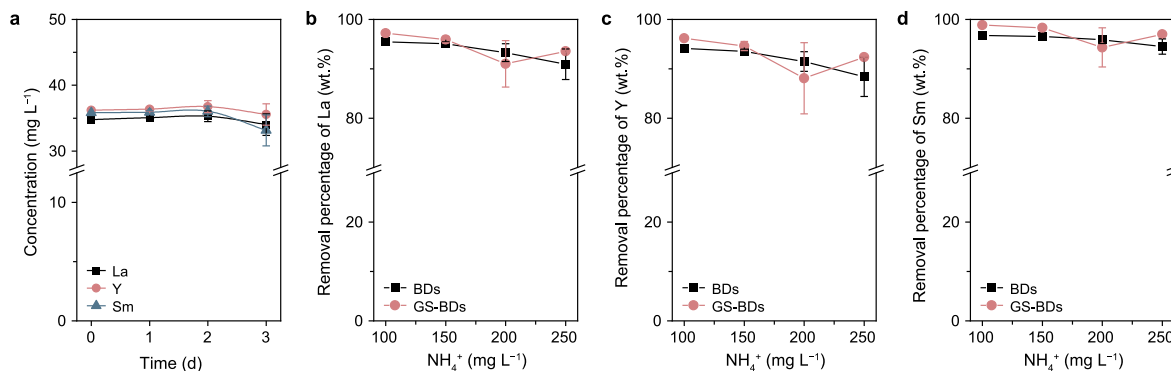 a
Concentration (mg L⁻¹)
50
40
30
10
0
La
Y
Sm
0 1 2 3
Time (d)
b
Removal percentage of La (wt.%)
100
80
20
0
BDs
GS-BDs
100 150 200 250
NH₄⁺ (mg L⁻¹)
c
Removal percentage of Y (wt.%)
100
80
20
0
BDs
GS-BDs
100 150 200 250
NH₄⁺ (mg L⁻¹)
d
Removal percentage of Sm (wt.%)
100
80
20
0
BDs
GS-BDs
100 150 200 250
NH₄⁺ (mg L⁻¹)